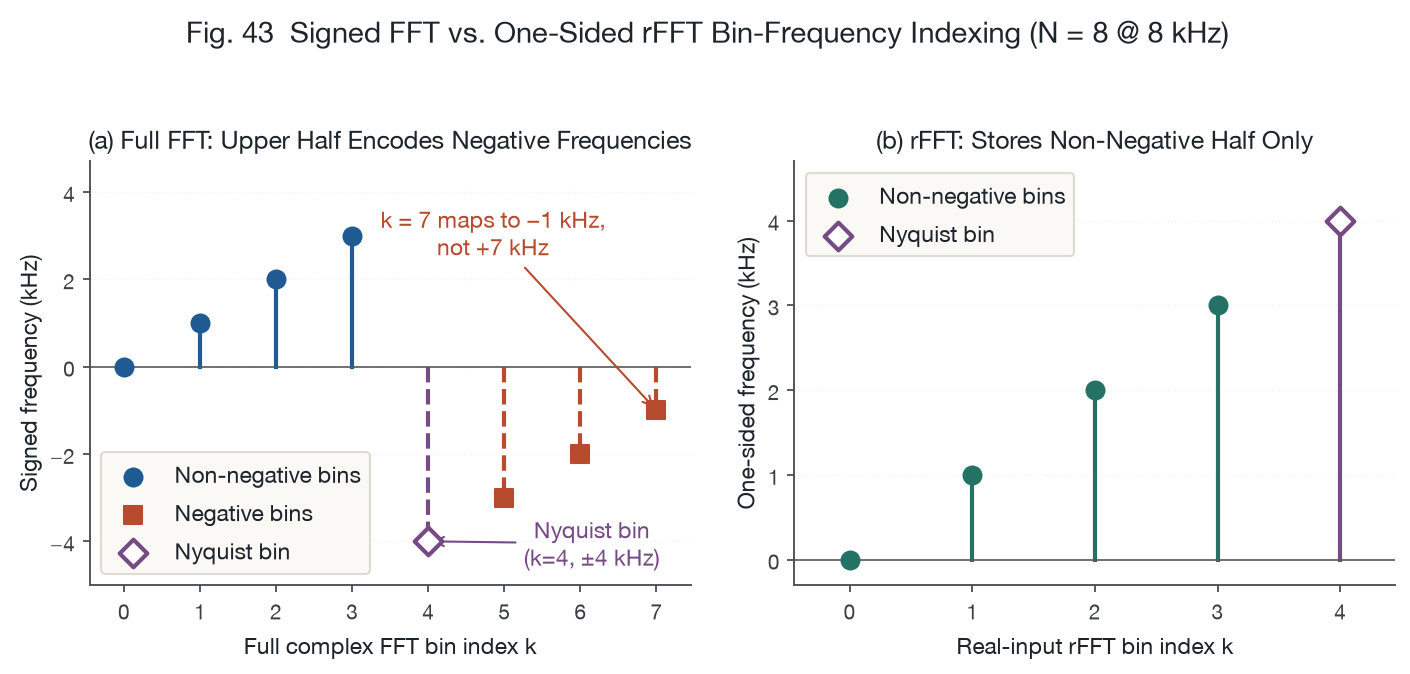 Fig. 43  Signed FFT vs. One-Sided rFFT Bin-Frequency Indexing (N = 8 @ 8 kHz)
(a) Full FFT: Upper Half Encodes Negative Frequencies
Signed frequency (kHz)
4
2
0
−2
−4
k = 7 maps to −1 kHz,
not +7 kHz
Non-negative bins
Negative bins
Nyquist bin
Nyquist bin
(k=4, ±4 kHz)
0 1 2 3 4 5 6 7
Full complex FFT bin index k
(b) rFFT: Stores Non-Negative Half Only
One-sided frequency (kHz)
Non-negative bins
Nyquist bin
4
3
2
1
0
0 1 2 3 4
Real-input rFFT bin index k